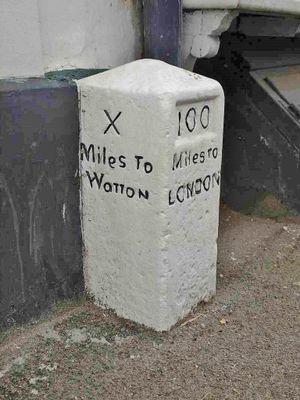 X
Miles To
Watton
100
Miles to
LONDON